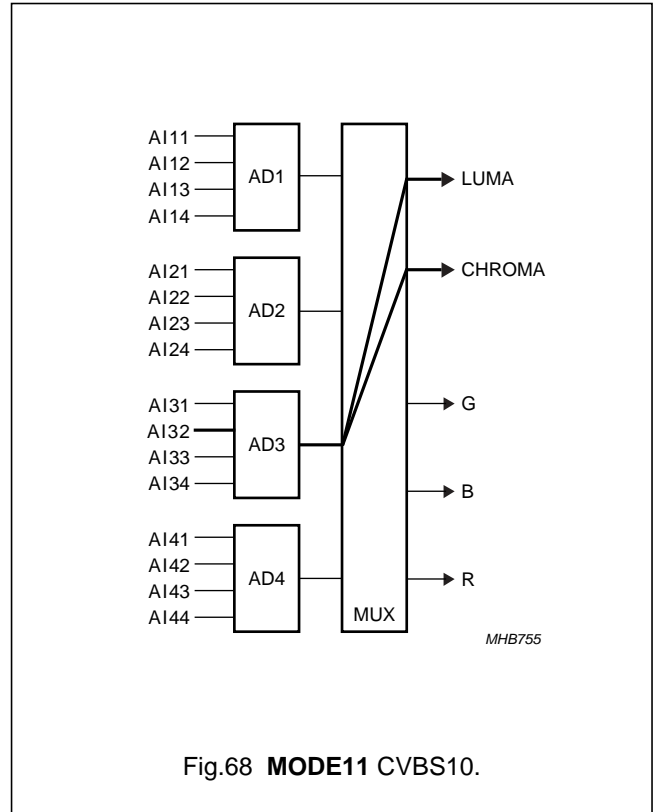 AI11
AI12
AI13
AI14
AD1
AI21
AI22
AI23
AI24
AD2
AI31
AI32
AI33
AI34
AD3
AI41
AI42
AI43
AI44
AD4
MUX
LUMA
CHROMA
G
B
R
MHB755
Fig.68 MODE11 CVBS10.